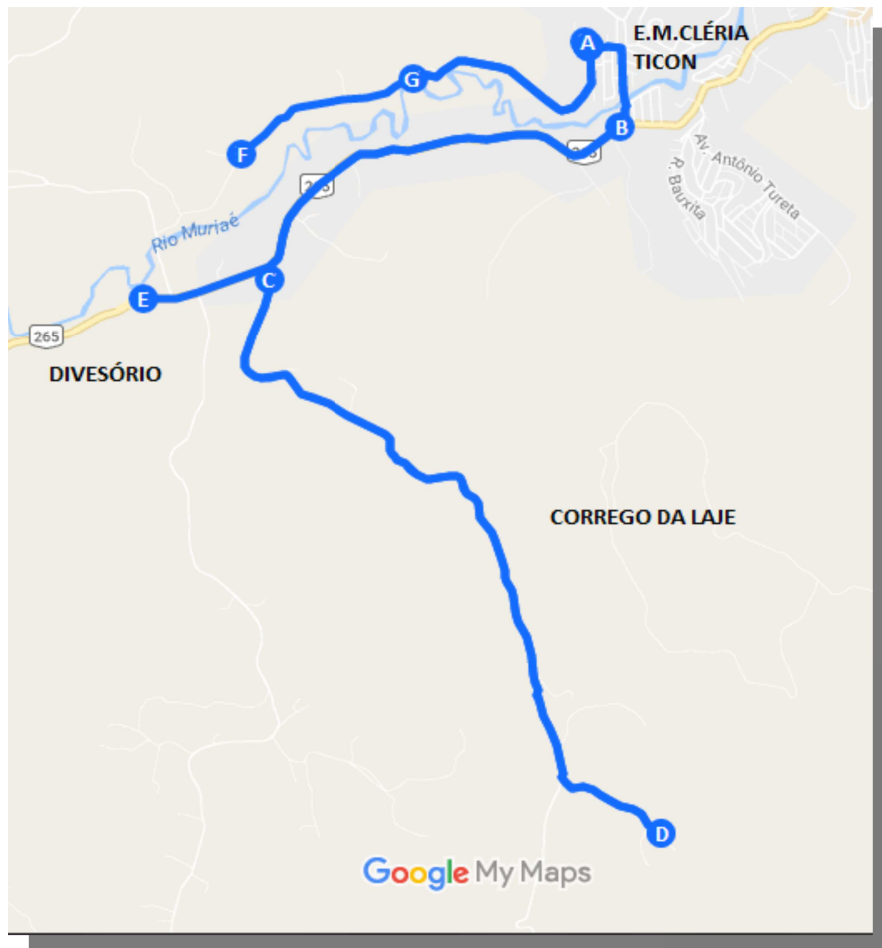 E.M.CLÉRIA
TICON
A
G
B
F
Av. Antônio Tureta
R. Bauxita
Rio Muriaé
C
E
265
DIVESÓRIO
CORREGO DA LAJE
D
Google My Maps